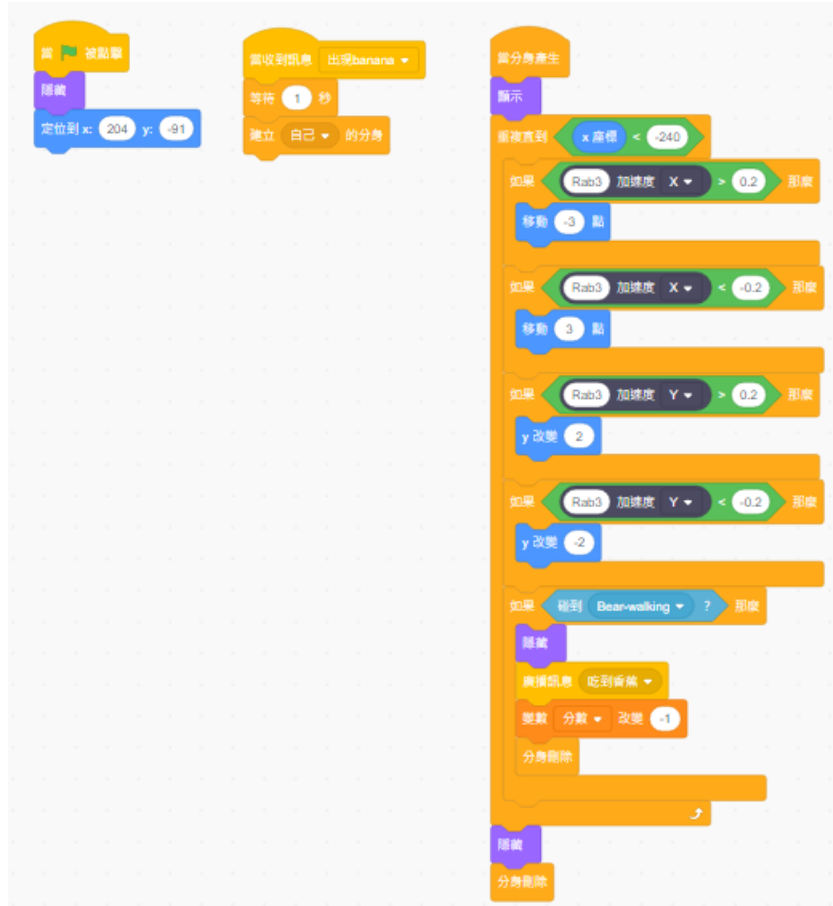 當 被點擊
隱藏
定位到 x: 204 y: -91
當收到訊息 出現banana
等待 1 秒
建立 自己 的分身
當分身產生
顯示
重複直到 x 座標 < -240
如果 Rab3 加速度 X > 0.2 那麼
移動 -3 點
如果 Rab3 加速度 X < -0.2 那麼
移動 3 點
如果 Rab3 加速度 Y > 0.2 那麼
y 改變 2
如果 Rab3 加速度 Y < -0.2 那麼
y 改變 -2
如果 碰到 Bear-walking ? 那麼
隱藏
廣播訊息 吃到香蕉
變數 分數 改變 -1
分身刪除
隱藏
分身刪除